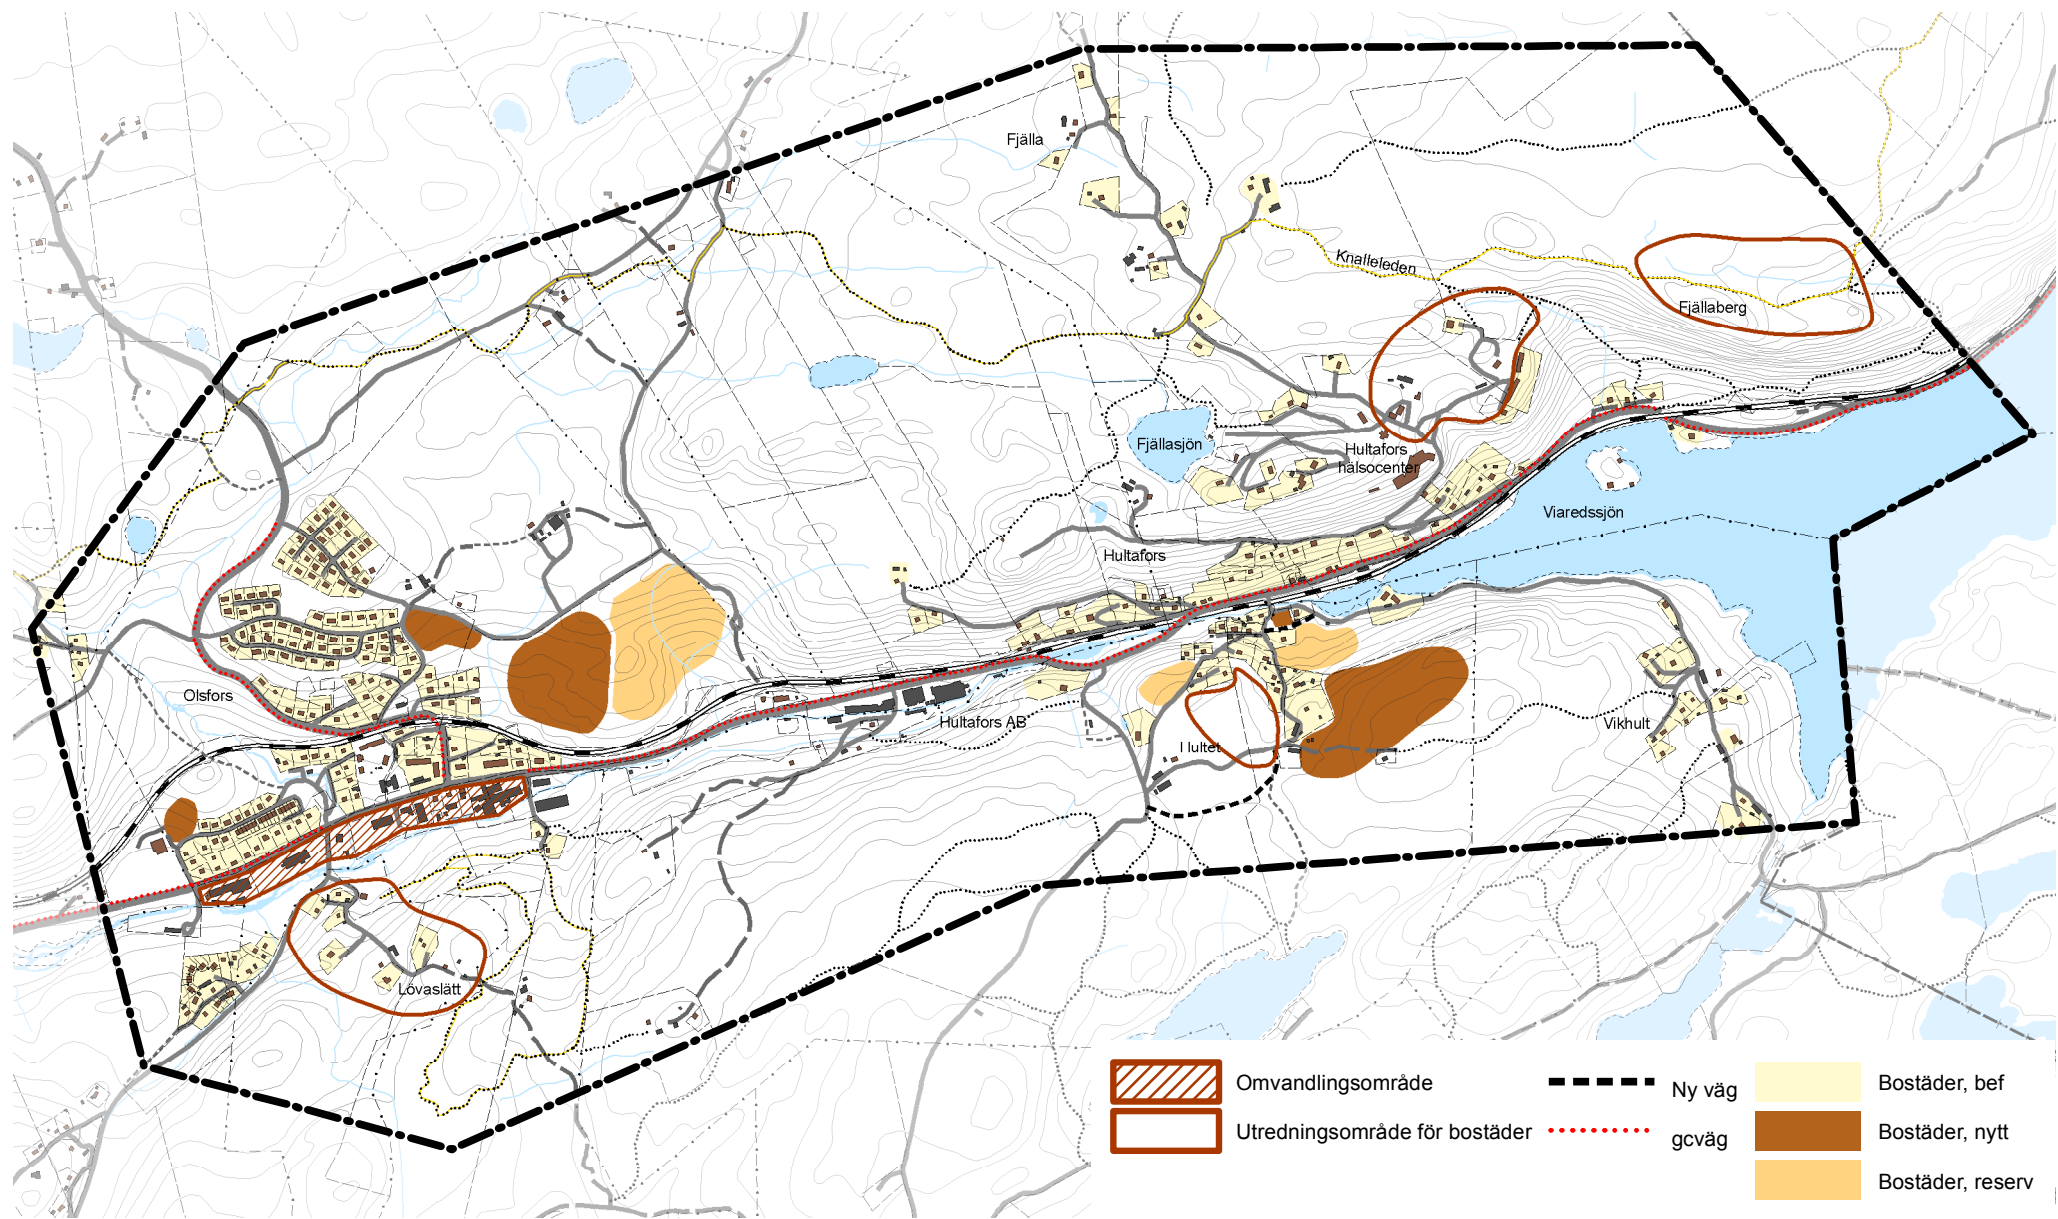 Fjälla
Knalleleden
Fjällaberg
Fjällasjön
Hultafors
hälsocenter
Viaredssjön
Hultafors
Olsfors
Hultafors AB
I lultet
Vikhult
Lövaslätt
Omvandlingsområde
Utredningsområde för bostäder
Ny väg
gcväg
Bostäder, bef
Bostäder, nytt
Bostäder, reserv